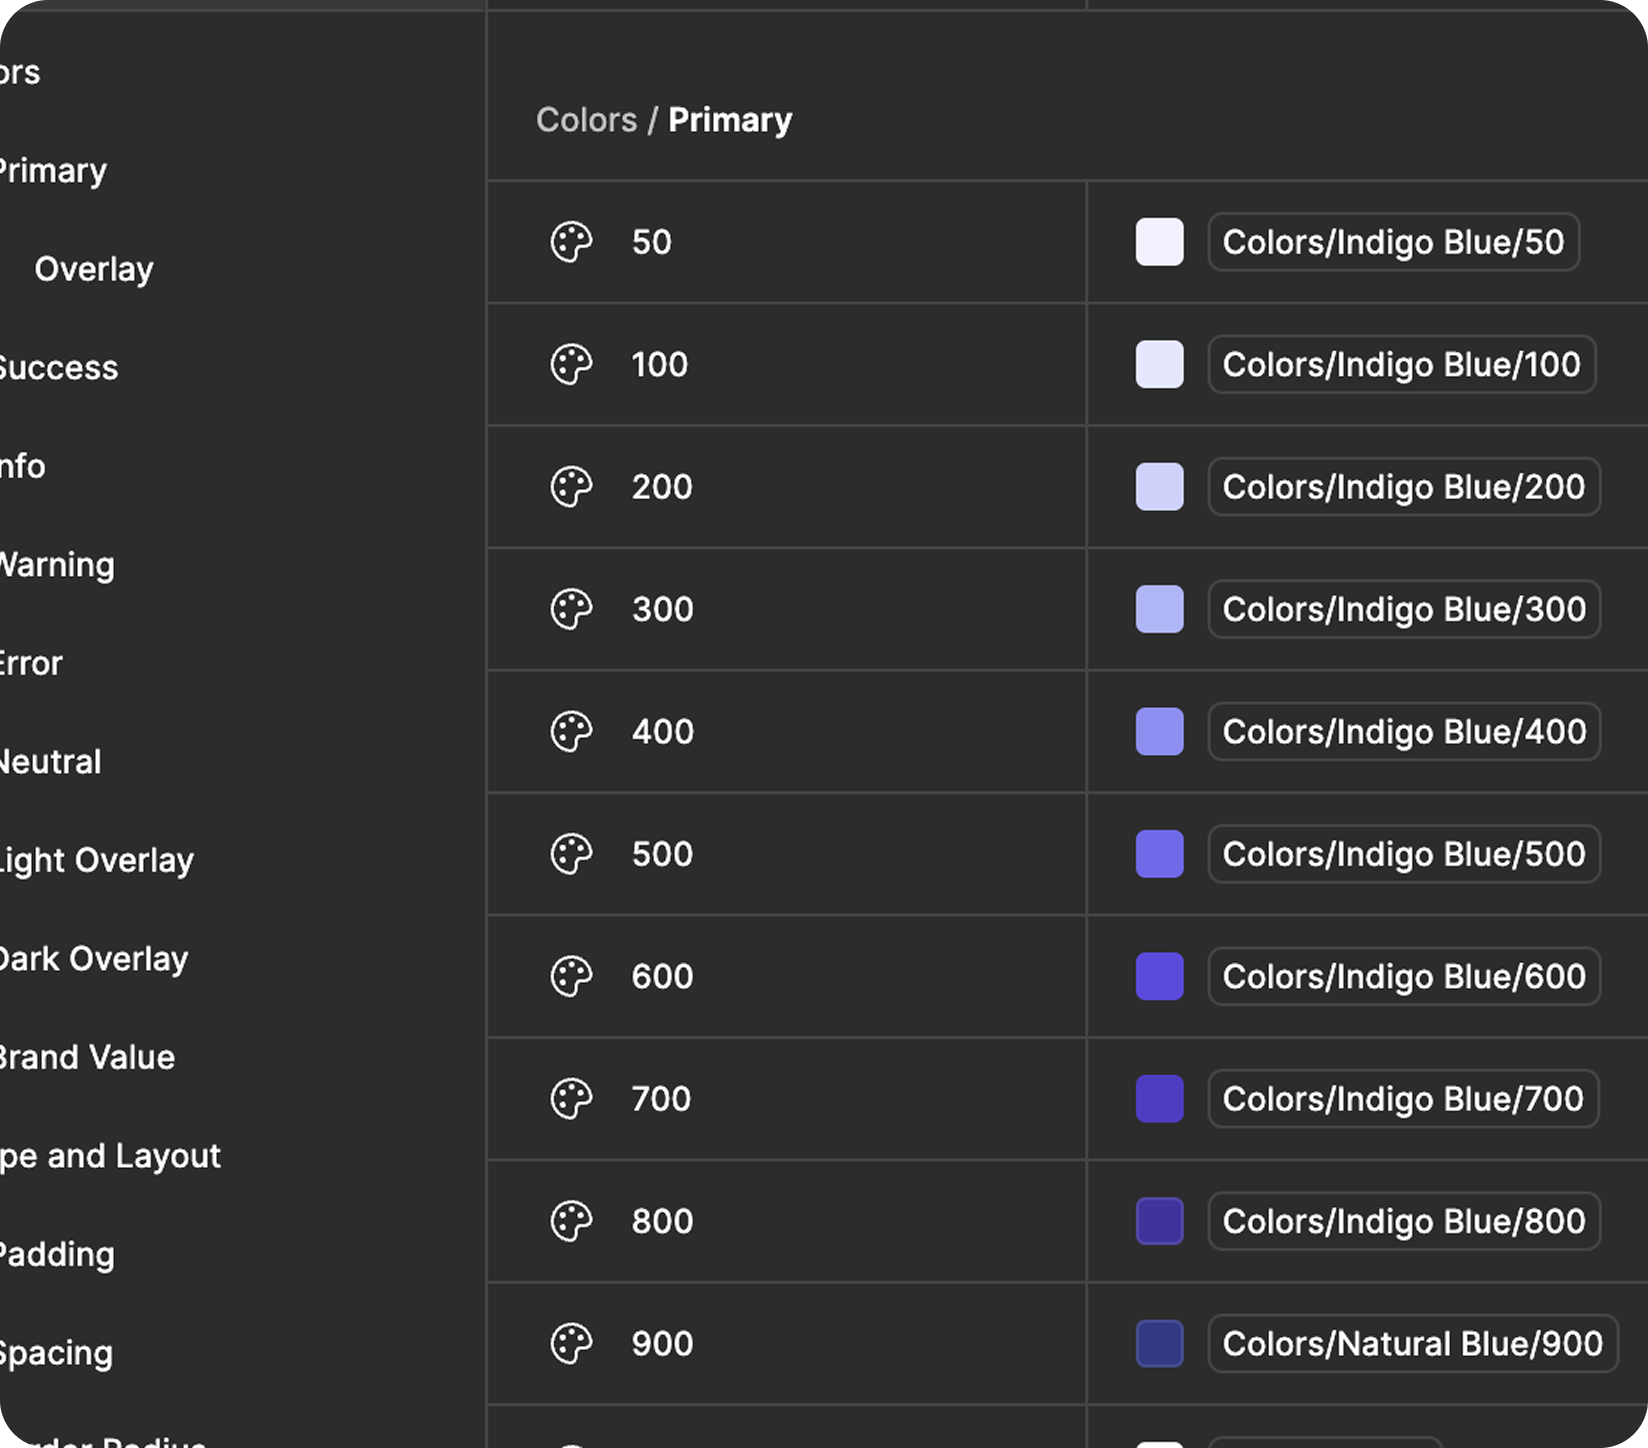 ors
Primary
Overlay
Success
nfo
Warning
Error
Neutral
Light Overlay
Dark Overlay
Brand Value
pe and Layout
Padding
Spacing
rder Radius
Colors / Primary
50 Colors/Indigo Blue/50
100 Colors/Indigo Blue/100
200 Colors/Indigo Blue/200
300 Colors/Indigo Blue/300
400 Colors/Indigo Blue/400
500 Colors/Indigo Blue/500
600 Colors/Indigo Blue/600
700 Colors/Indigo Blue/700
800 Colors/Indigo Blue/800
900 Colors/Natural Blue/900